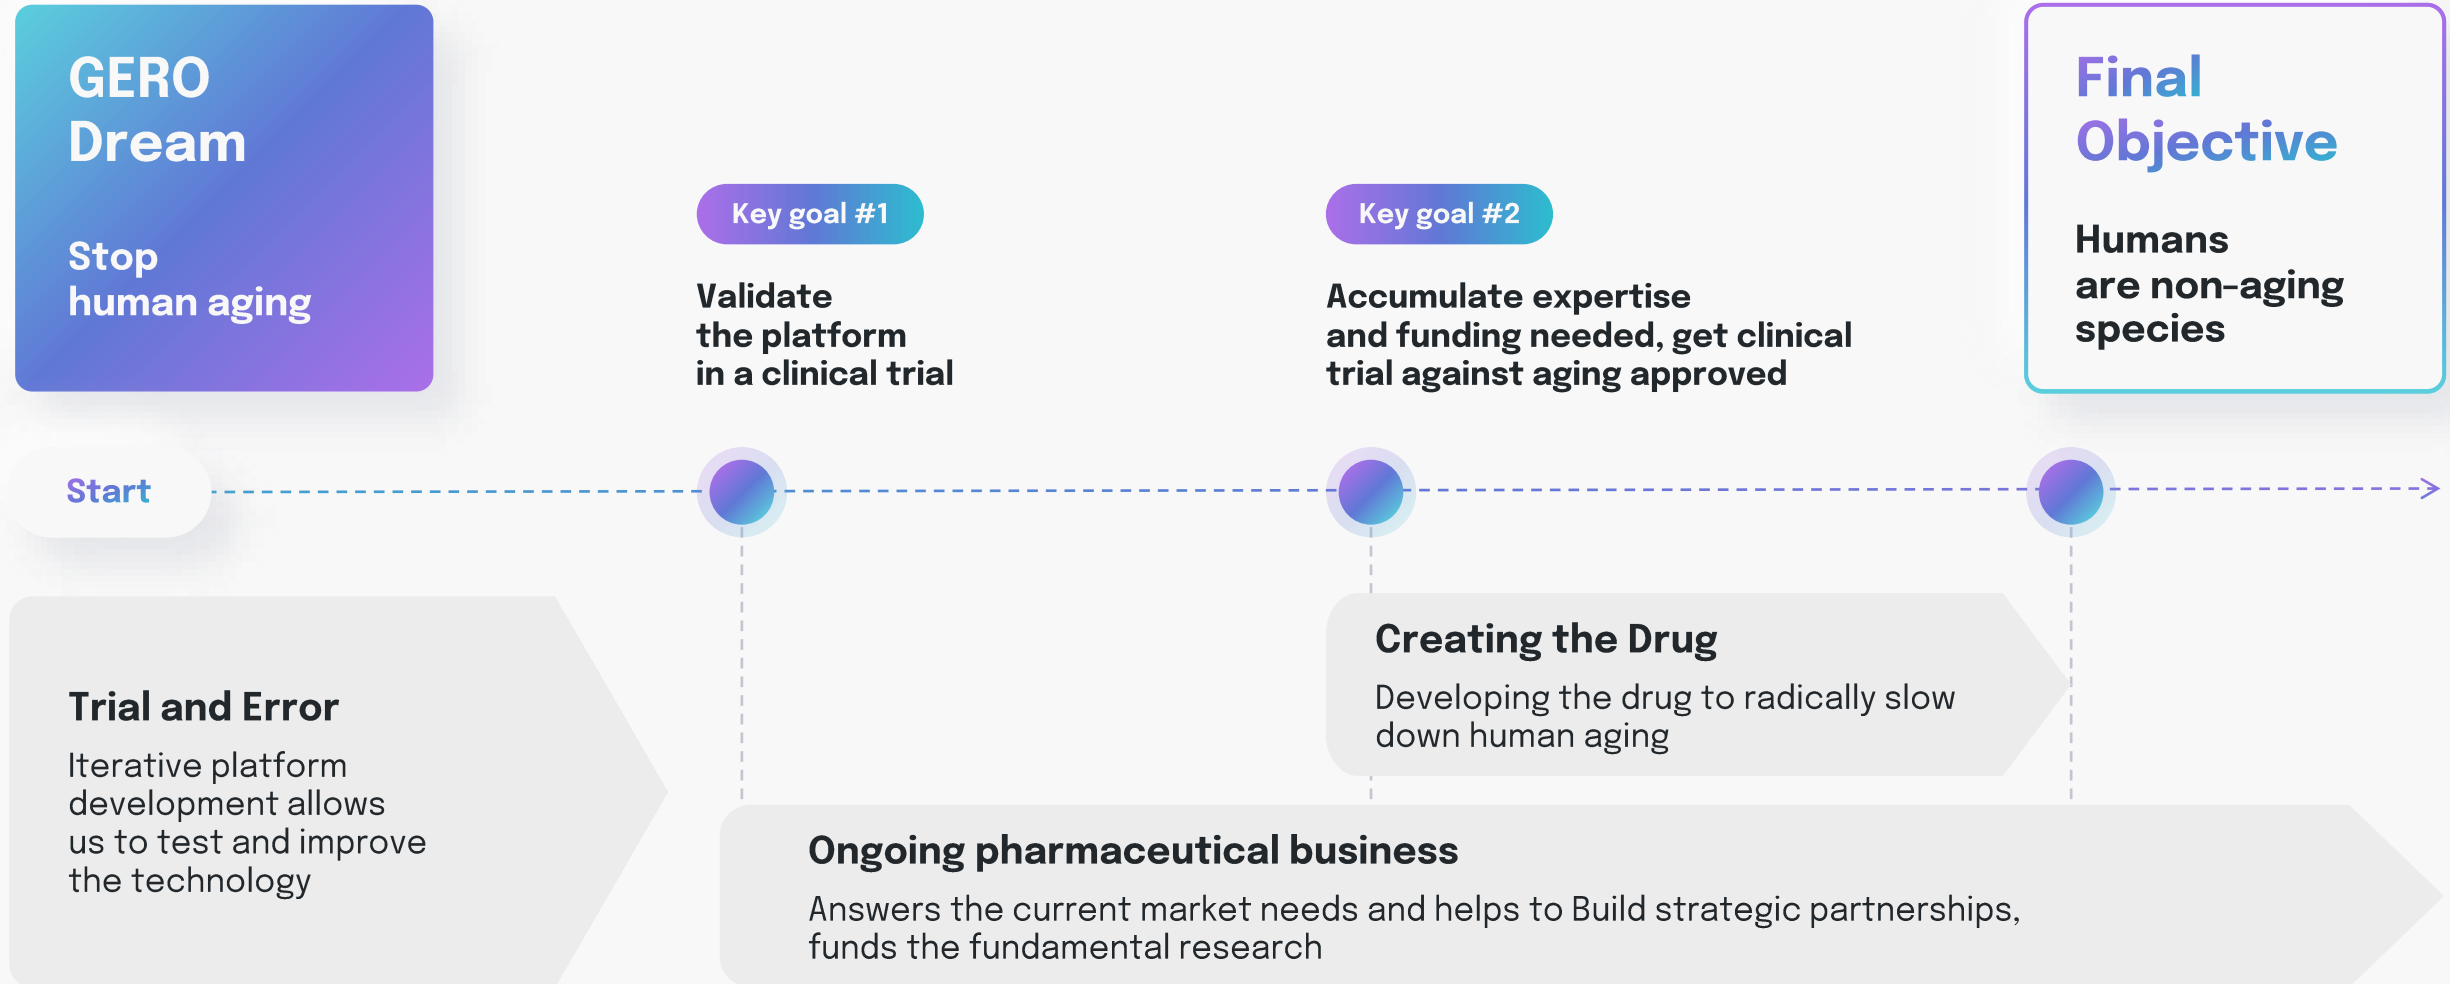 GERO
Dream
Stop
human aging
Key goal #1
Validate
the platform
in a clinical trial
Key goal #2
Accumulate expertise
and funding needed, get clinical
trial against aging approved
Final
Objective
Humans
are non-aging
species
Start
Trial and Error
Iterative platform
development allows
us to test and improve
the technology
Creating the Drug
Developing the drug to radically slow
down human aging
Ongoing pharmaceutical business
Answers the current market needs and helps to Build strategic partnerships,
funds the fundamental research